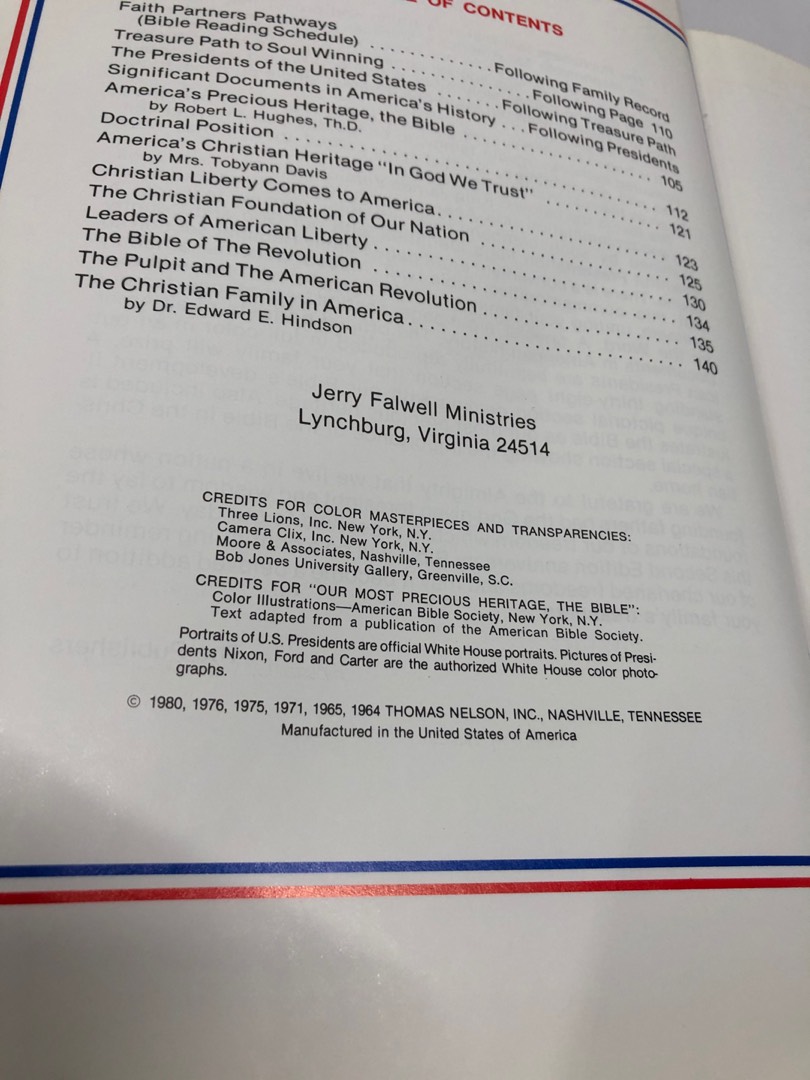 OF CONTENTS
Faith Partners Pathways
(Bible Reading Schedule) . . . . . . . . . . . . Following Family Record
Treasure Path to Soul Winning . . . . . . . . . . . . . . Following Page 110
The Presidents of the United States . . . . . . . Following Treasure Path
Significant Documents in America's History . . . Following Presidents
America's Precious Heritage, the Bible . . . . . . . . . . . . . . . . . 105
by Robert L. Hughes, Th.D.
Doctrinal Position . . . . . . . . . . . . . . . . . . . . . . . . . . . . . . . . . . 112
America's Christian Heritage "In God We Trust" . . . . . . . . . . . 121
by Mrs. Tobyann Davis
Christian Liberty Comes to America . . . . . . . . . . . . . . . . . . . . . 123
The Christian Foundation of Our Nation . . . . . . . . . . . . . . . . . 125
Leaders of American Liberty . . . . . . . . . . . . . . . . . . . . . . . . . . 130
The Bible of The Revolution . . . . . . . . . . . . . . . . . . . . . . . . . . 134
The Pulpit and The American Revolution . . . . . . . . . . . . . . . . . 135
The Christian Family in America . . . . . . . . . . . . . . . . . . . . . . . 140
by Dr. Edward E. Hindson
Jerry Falwell Ministries
Lynchburg, Virginia 24514
CREDITS FOR COLOR MASTERPIECES AND TRANSPARENCIES:
Three Lions, Inc. New York, N.Y.
Camera Clix, Inc. New York, N.Y.
Moore & Associates, Nashville, Tennessee
Bob Jones University Gallery, Greenville, S.C.
CREDITS FOR "OUR MOST PRECIOUS HERITAGE, THE BIBLE":
Color Illustrations—American Bible Society, New York, N.Y.
Text adapted from a publication of the American Bible Society.
Portraits of U.S. Presidents are official White House portraits. Pictures of Presi-
dents Nixon, Ford and Carter are the authorized White House color photo-
graphs.
© 1980, 1976, 1975, 1971, 1965, 1964 THOMAS NELSON, INC., NASHVILLE, TENNESSEE
Manufactured in the United States of America